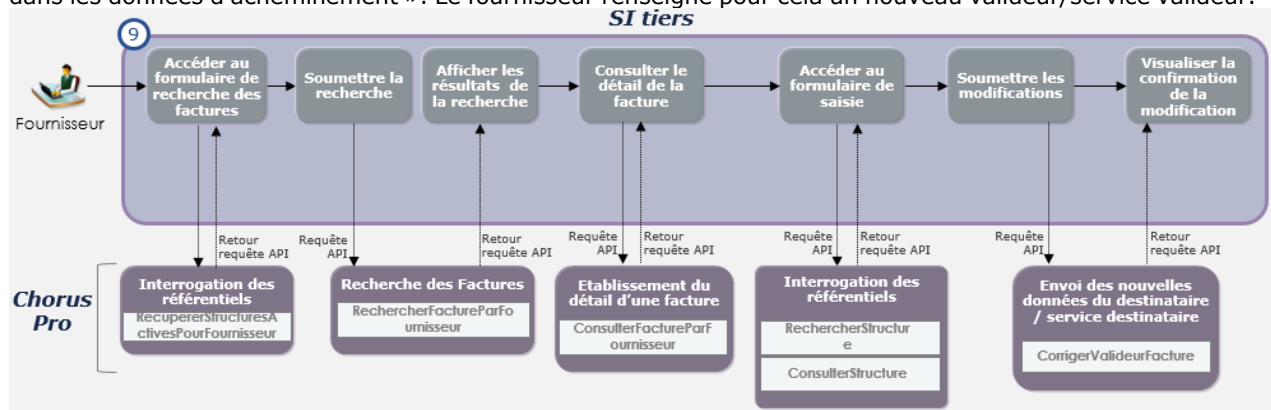 dans les données d'acheminement ». Le fournisseur renseigne pour cela un nouveau valideur/service valideur.
SI tiers
9
Fournisseur
Accéder au
formulaire de
recherche des
factures
Soumettre la
recherche
Afficher les
résultats de
la recherche
Consulter le
détail de la
facture
Accéder au
formulaire de
saisie
Soumettre les
modifications
Visualiser la
confirmation
de la
modification
Retour
requête API
Requête
API
Retour
requête API
Requête
API
Retour
requête API
Requête
API
Retour
requête API
Requête
API
Retour
requête API
Chorus
Pro
Interrogation des
référentiels
RecupererStructuresA
ctivesPourFournisseur
Recherche des Factures
RechercherFactureParFo
urnisseur
Etablissement du
détail d'une facture
ConsulterFactureParF
ournisseur
Interrogation des
référentiels
RechercherStructur
e
ConsulterStructure
Envoi des nouvelles
données du destinataire
/ service destinataire
CorrigerValideurFacture